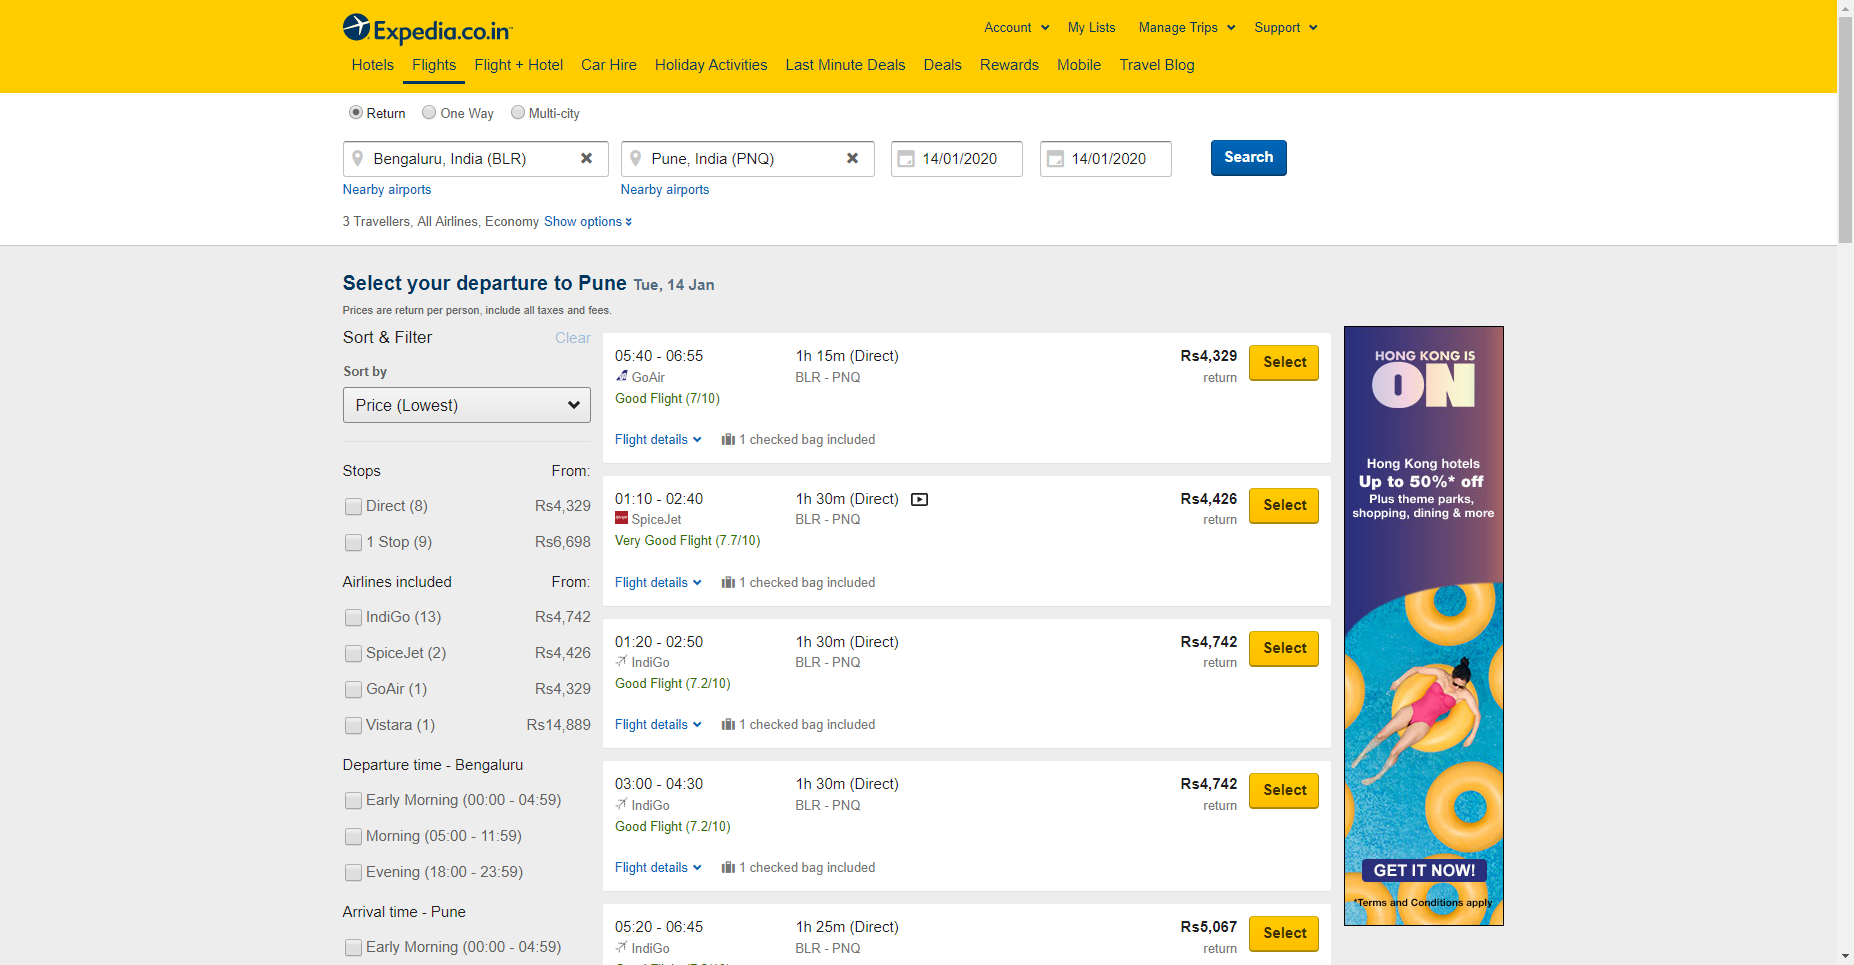 Expedia.co.in
Account My Lists Manage Trips Support
Hotels Flights Flight + Hotel Car Hire Holiday Activities Last Minute Deals Deals Rewards Mobile Travel Blog
Return One Way Multi-city
Bengaluru, India (BLR) Pune, India (PNQ) 14/01/2020 14/01/2020 Search
Nearby airports Nearby airports
3 Travellers, All Airlines, Economy Show options
Select your departure to Pune Tue, 14 Jan
Prices are return per person, include all taxes and fees.
Sort & Filter Clear
Sort by
Price (Lowest)
Stops From:
Direct (8) Rs4,329
1 Stop (9) Rs6,698
Airlines included From:
IndiGo (13) Rs4,742
SpiceJet (2) Rs4,426
GoAir (1) Rs4,329
Vistara (1) Rs14,889
Departure time - Bengaluru
Early Morning (00:00 - 04:59)
Morning (05:00 - 11:59)
Evening (18:00 - 23:59)
Arrival time - Pune
Early Morning (00:00 - 04:59)
05:40 - 06:55 1h 15m (Direct) Rs4,329 Select
GoAir BLR - PNQ return
Good Flight (7/10)
Flight details 1 checked bag included
01:10 - 02:40 1h 30m (Direct) Rs4,426 Select
SpiceJet BLR - PNQ return
Very Good Flight (7.7/10)
Flight details 1 checked bag included
01:20 - 02:50 1h 30m (Direct) Rs4,742 Select
IndiGo BLR - PNQ return
Good Flight (7.2/10)
Flight details 1 checked bag included
03:00 - 04:30 1h 30m (Direct) Rs4,742 Select
IndiGo BLR - PNQ return
Good Flight (7.2/10)
Flight details 1 checked bag included
05:20 - 06:45 1h 25m (Direct) Rs5,067 Select
IndiGo BLR - PNQ return
HONG KONG IS
ON
Hong Kong hotels
Up to 50%* off
Plus theme parks,
shopping, dining & more
GET IT NOW!
*Terms and Conditions apply